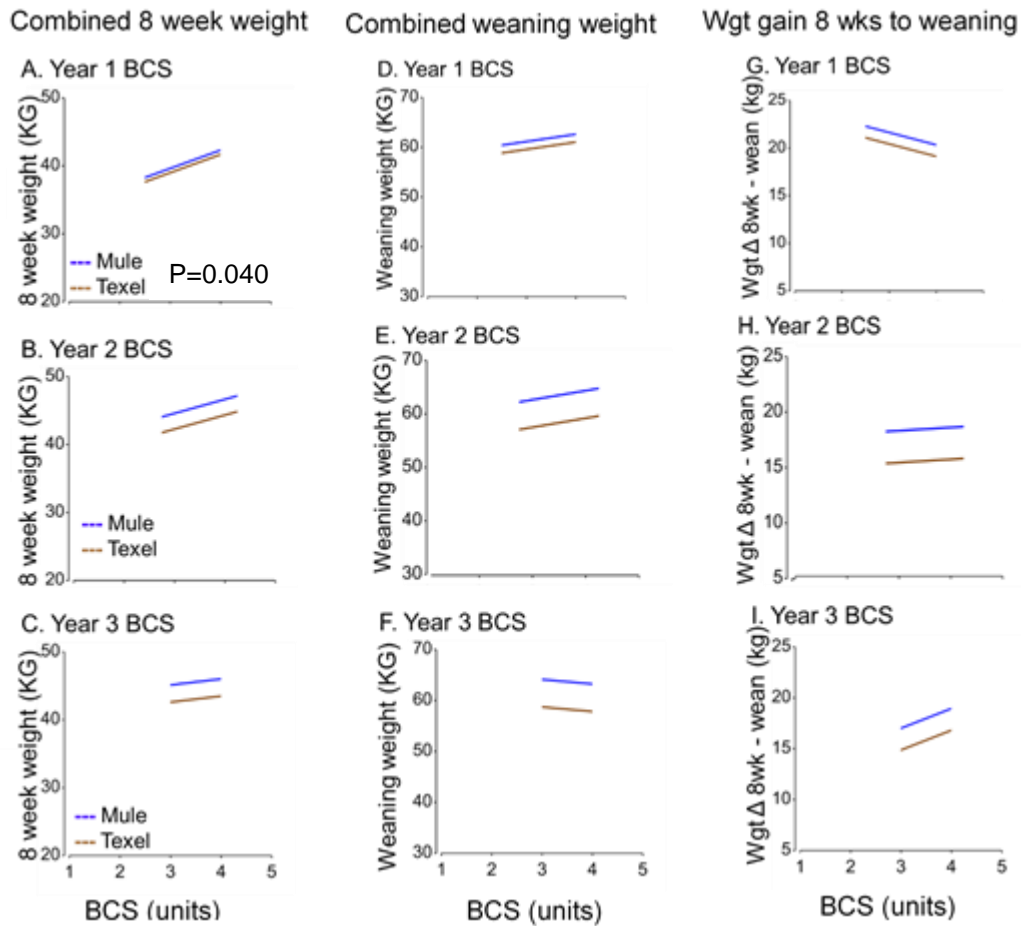 Combined 8 week weight
Combined weaning weight
Wgt gain 8 wks to weaning
A. Year 1 BCS
8 week weight (KG)
50
40
30
20
Mule
Texel
P=0.040
D. Year 1 BCS
Weaning weight (KG)
70
60
40
30
G. Year 1 BCS
Wgt Δ 8wk - wean (kg)
25
20
15
10
5
B. Year 2 BCS
8 week weight (KG)
50
40
30
20
Mule
Texel
E. Year 2 BCS
Weaning weight (KG)
70
60
50
40
30
H. Year 2 BCS
Wgt Δ 8wk - wean (kg)
25
20
15
10
5
C. Year 3 BCS
8 week weight (KG)
50
40
30
20
Mule
Texel
1 2 3 4 5
BCS (units)
F. Year 3 BCS
Weaning weight (KG)
70
60
50
40
30
1 2 3 4 5
BCS (units)
I. Year 3 BCS
Wgt Δ 8wk - wean (kg)
25
20
15
10
5
1 2 3 4 5
BCS (units)